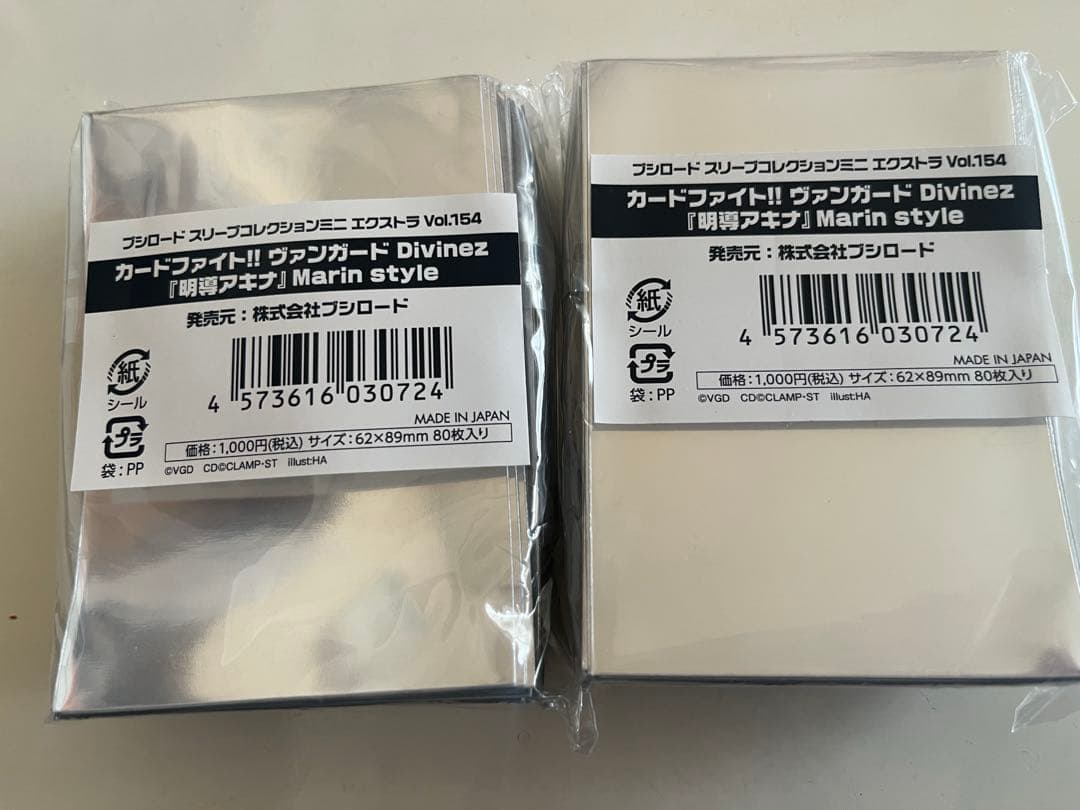 ブシロード スリーブコレクションミニ エクストラ Vol.154
カードファイト!! ヴァンガード Divinez
『明導アキナ』Marin style
発売元：株式会社ブシロード
紙
シール
プラ
袋：PP
4 573616 030724
MADE IN JAPAN
価格：1,000円(税込) サイズ：62×89mm 80枚入り
©VGD CD©CLAMP・ST illust:HA
ブシロード スリーブコレクションミニ エクストラ Vol.154
カードファイト!! ヴァンガード Divinez
『明導アキナ』Marin style
発売元：株式会社ブシロード
紙
シール
プラ
袋：PP
4 573616 030724
MADE IN JAPAN
価格：1,000円(税込) サイズ：62×89mm 80枚入り
©VGD CD©CLAMP・ST illust:HA